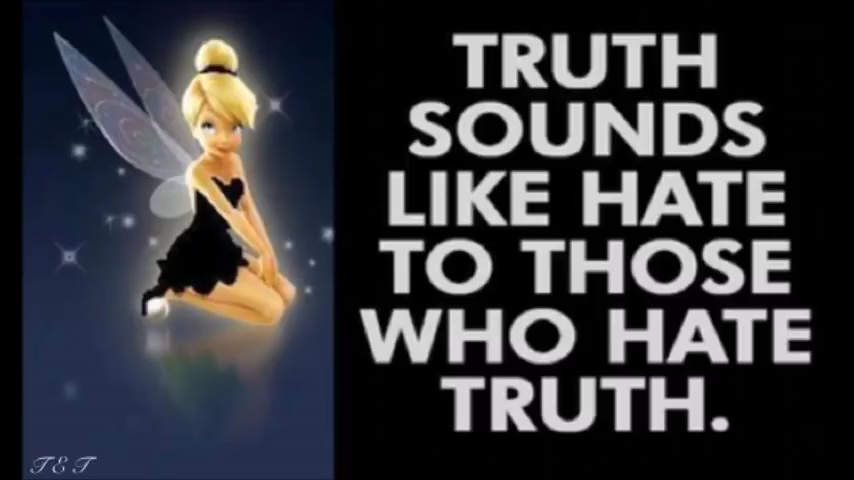 TRUTH
SOUNDS
LIKE HATE
TO THOSE
WHO HATE
TRUTH.
T&T